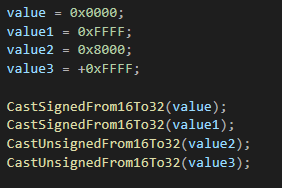 value = 0x0000;
value1 = 0xFFFF;
value2 = 0x8000;
value3 = +0xFFFF;
CastSignedFrom16To32(value);
CastSignedFrom16To32(value1);
CastUnsignedFrom16To32(value2);
CastUnsignedFrom16To32(value3);